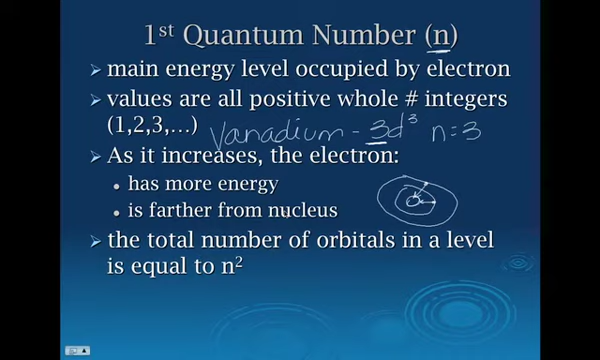 1st Quantum Number (n)
➢ main energy level occupied by electron
➢ values are all positive whole # integers
(1,2,3,…) Vanadium - 3d³ n=3
➢ As it increases, the electron:
• has more energy
• is farther from nucleus
➢ the total number of orbitals in a level
is equal to n²